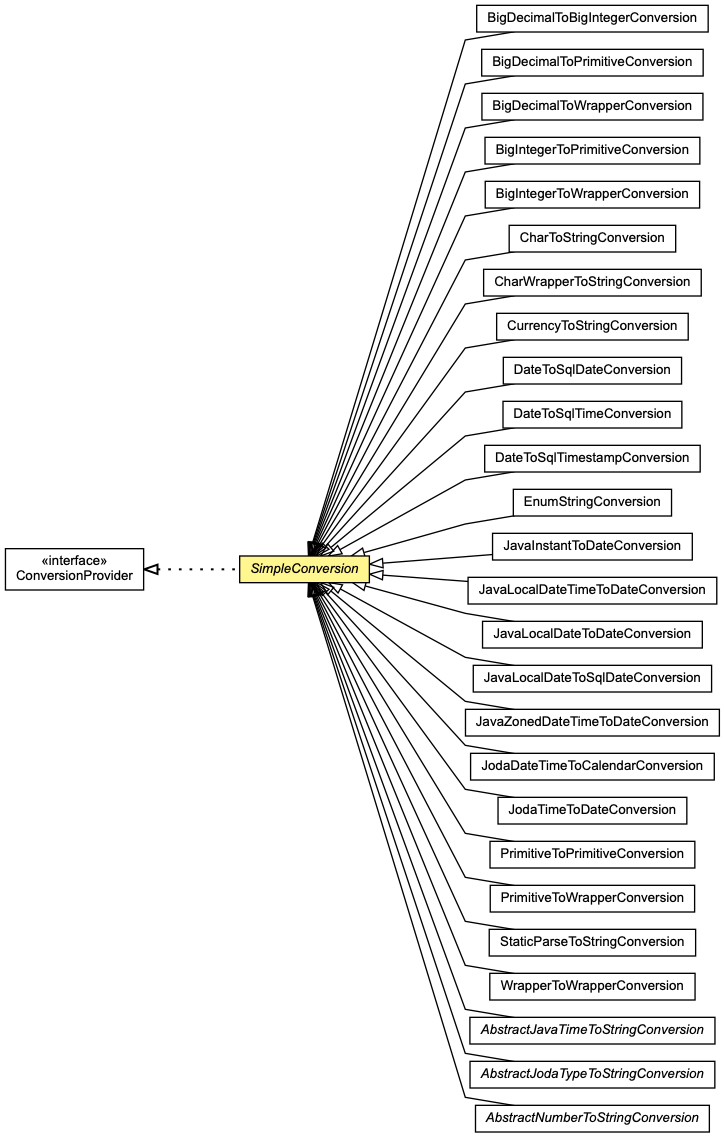 BigDecimalToBigIntegerConversion
BigDecimalToPrimitiveConversion
BigDecimalToWrapperConversion
BigIntegerToPrimitiveConversion
BigIntegerToWrapperConversion
CharToStringConversion
CharWrapperToStringConversion
CurrencyToStringConversion
DateToSqlDateConversion
DateToSqlTimeConversion
DateToSqlTimestampConversion
EnumStringConversion
JavaInstantToDateConversion
«interface»
ConversionProvider
SimpleConversion
JavaLocalDateTimeToDateConversion
JavaLocalDateToDateConversion
JavaLocalDateToSqlDateConversion
JavaZonedDateTimeToDateConversion
JodaDateTimeToCalendarConversion
JodaTimeToDateConversion
PrimitiveToPrimitiveConversion
PrimitiveToWrapperConversion
StaticParseToStringConversion
WrapperToWrapperConversion
AbstractJavaTimeToStringConversion
AbstractJodaTypeToStringConversion
AbstractNumberToStringConversion